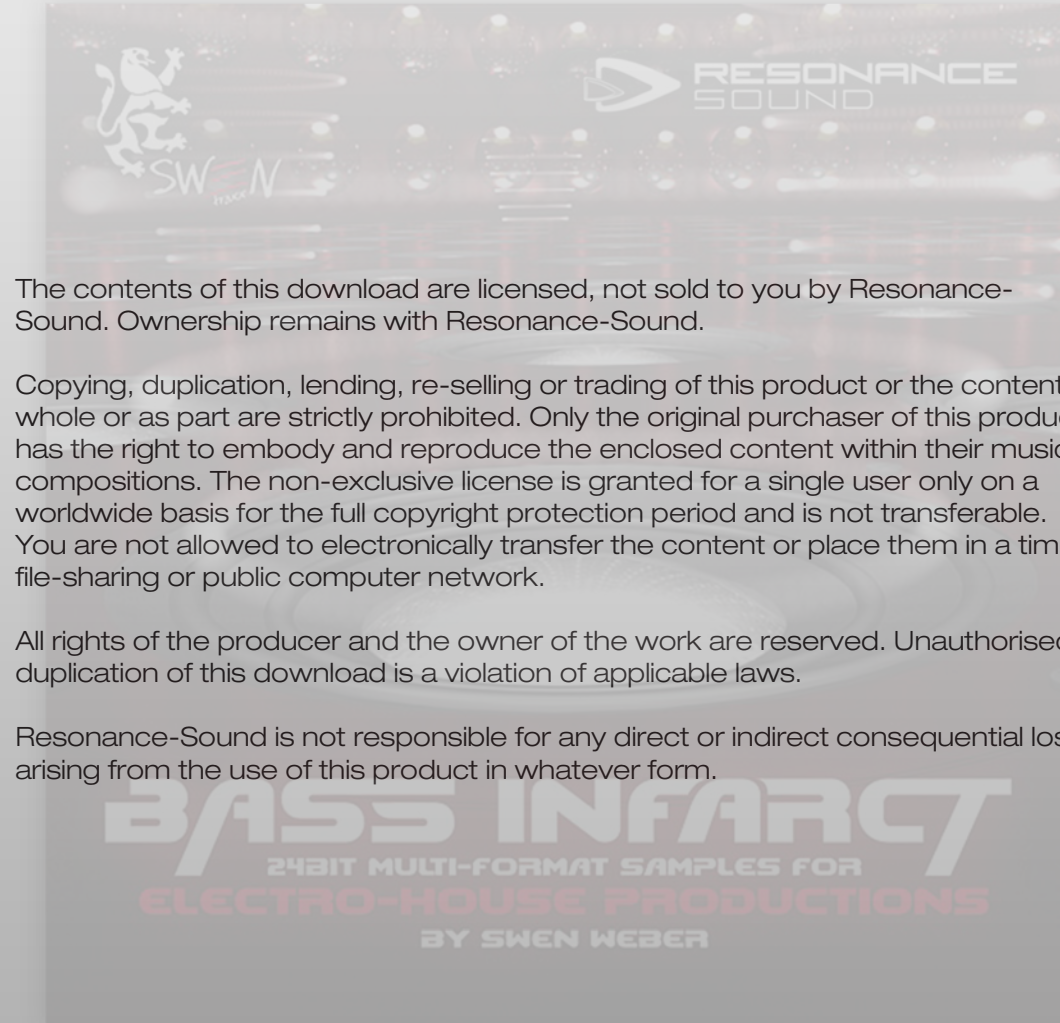 RESONANCE
SOUND
SWEN
The contents of this download are licensed, not sold to you by Resonance-
Sound. Ownership remains with Resonance-Sound.
Copying, duplication, lending, re-selling or trading of this product or the content
whole or as part are strictly prohibited. Only the original purchaser of this produc
has the right to embody and reproduce the enclosed content within their music
compositions. The non-exclusive license is granted for a single user only on a
worldwide basis for the full copyright protection period and is not transferable.
You are not allowed to electronically transfer the content or place them in a tim
file-sharing or public computer network.
All rights of the producer and the owner of the work are reserved. Unauthorised
duplication of this download is a violation of applicable laws.
Resonance-Sound is not responsible for any direct or indirect consequential los
arising from the use of this product in whatever form.
BASS INFARCT
24BIT MULTI-FORMAT SAMPLES FOR
ELECTRO-HOUSE PRODUCTIONS
BY SWEN WEBER